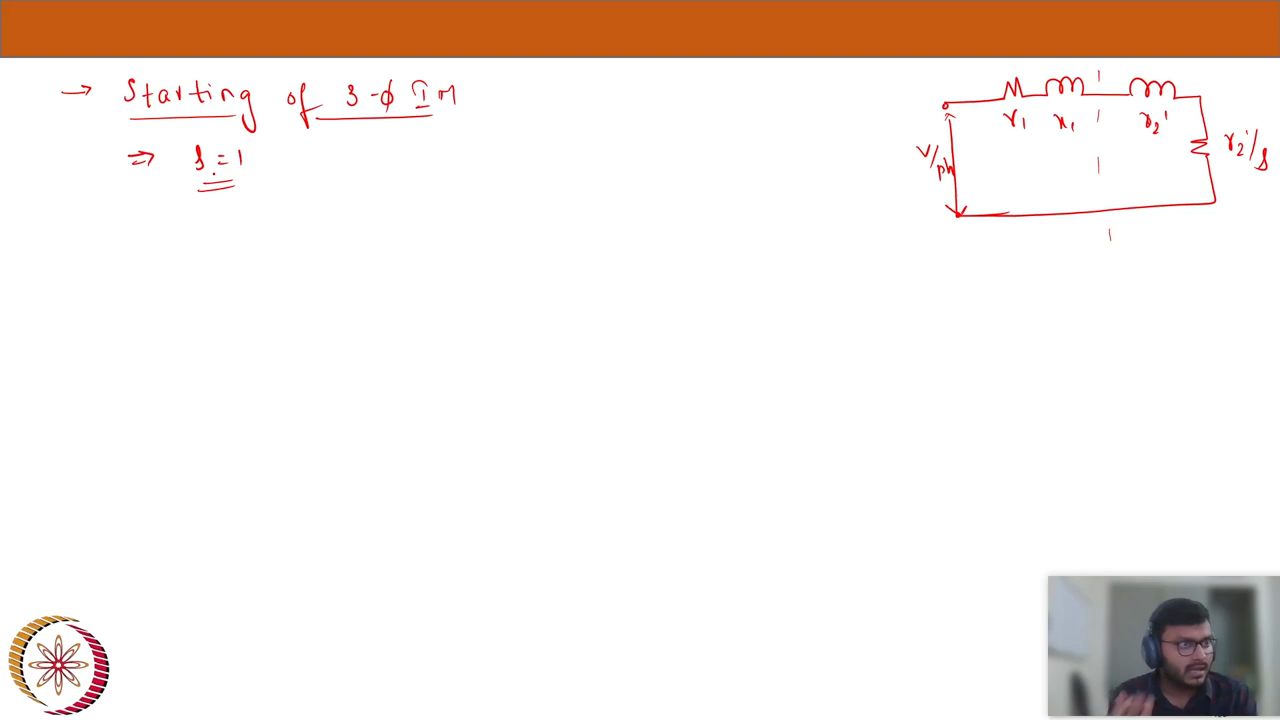 → Starting of 3-ϕ IM
⇒ s = 1
r₁ x₁ r₂'
V/ph
r₂'/s